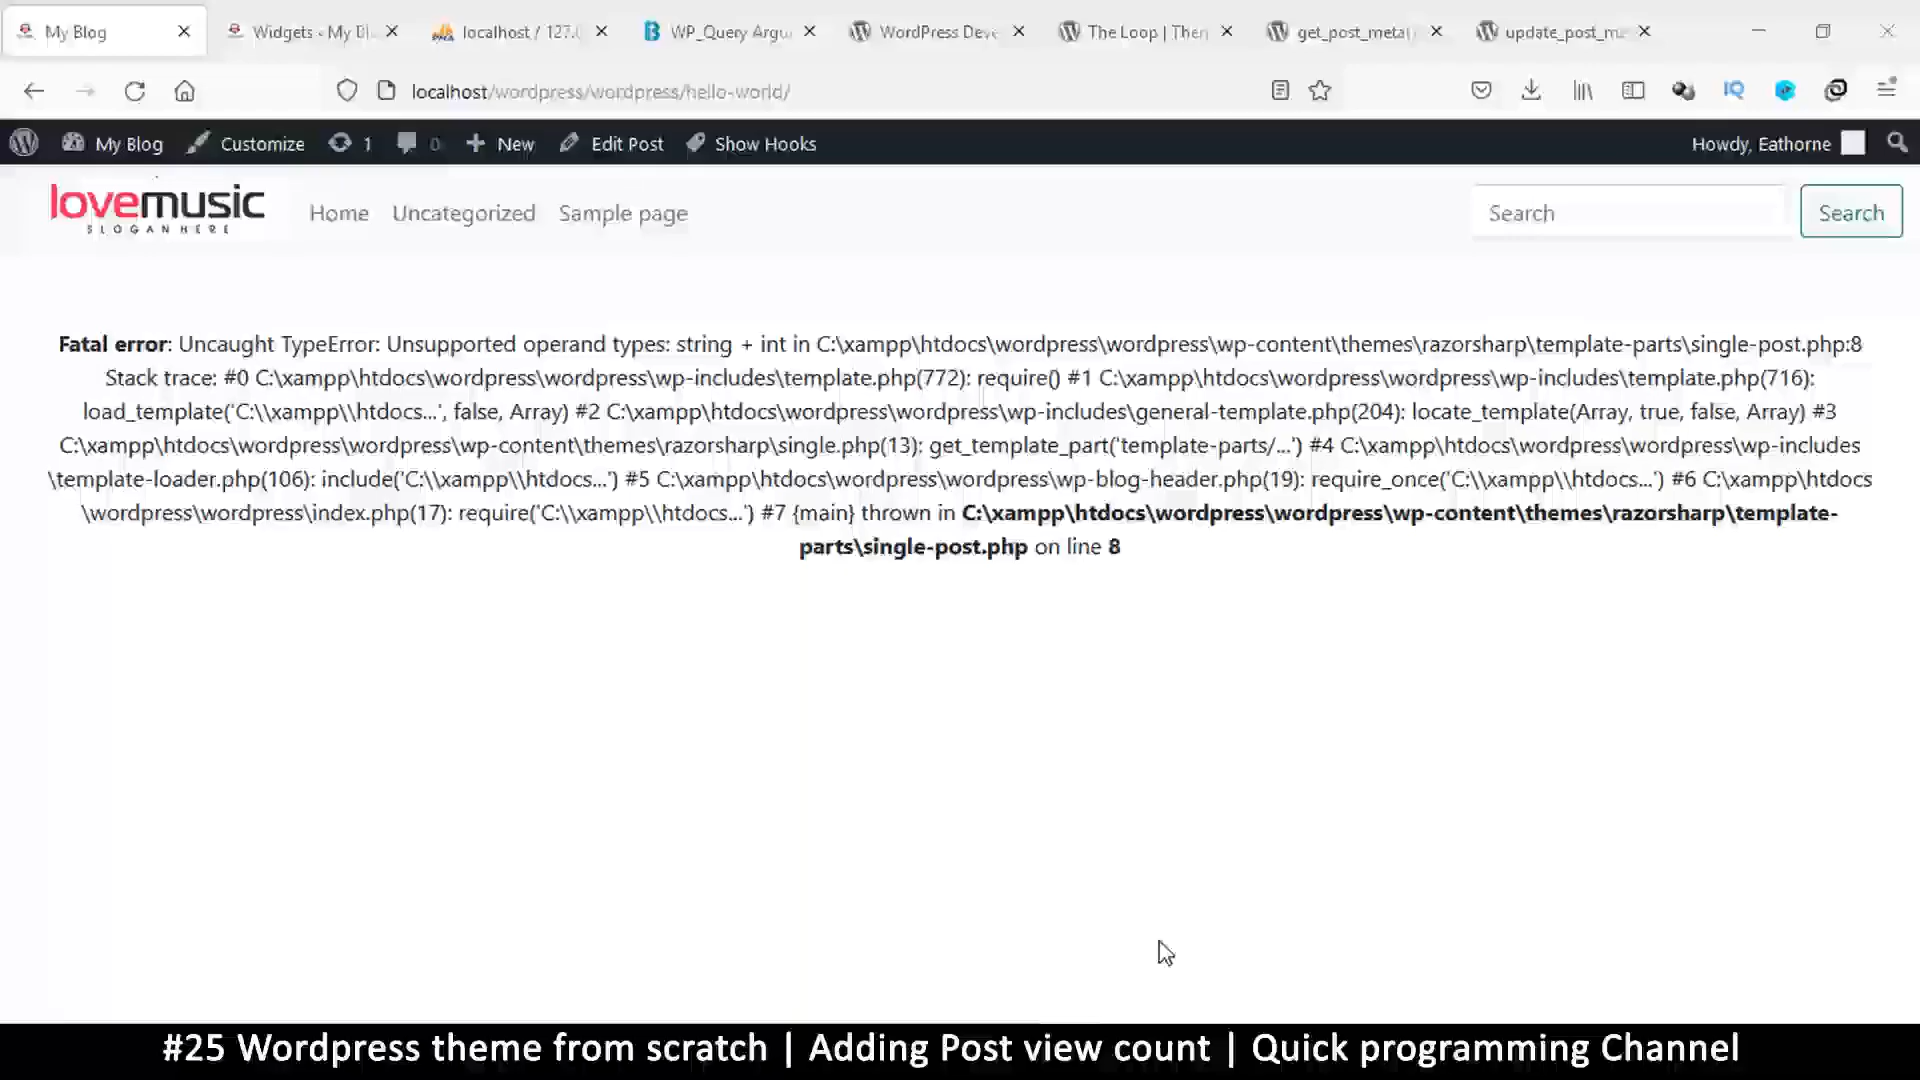 My Blog
Widgets ‹ My Bl
localhost / 127.
WP_Query Argu
WordPress Deve
The Loop | Then
get_post_meta(
update_post_me
localhost/wordpress/wordpress/hello-world/
IQ
My Blog
Customize
1
0
New
Edit Post
Show Hooks
Howdy, Eathorne
lovemusic
SLOGAN HERE
Home
Uncategorized
Sample page
Search
Search
Fatal error: Uncaught TypeError: Unsupported operand types: string + int in C:\xampp\htdocs\wordpress\wordpress\wp-content\themes\razorsharp\template-parts\single-post.php:8
Stack trace: #0 C:\xampp\htdocs\wordpress\wordpress\wp-includes\template.php(772): require() #1 C:\xampp\htdocs\wordpress\wordpress\wp-includes\template.php(716):
load_template('C:\\xampp\\htdocs...', false, Array) #2 C:\xampp\htdocs\wordpress\wordpress\wp-includes\general-template.php(204): locate_template(Array, true, false, Array) #3
C:\xampp\htdocs\wordpress\wordpress\wp-content\themes\razorsharp\single.php(13): get_template_part('template-parts/...') #4 C:\xampp\htdocs\wordpress\wordpress\wp-includes
\template-loader.php(106): include('C:\\xampp\\htdocs...') #5 C:\xampp\htdocs\wordpress\wordpress\wp-blog-header.php(19): require_once('C:\\xampp\\htdocs...') #6 C:\xampp\htdocs
\wordpress\wordpress\index.php(17): require('C:\\xampp\\htdocs...') #7 {main} thrown in C:\xampp\htdocs\wordpress\wordpress\wp-content\themes\razorsharp\template-
parts\single-post.php on line 8
#25 Wordpress theme from scratch | Adding Post view count | Quick programming Channel